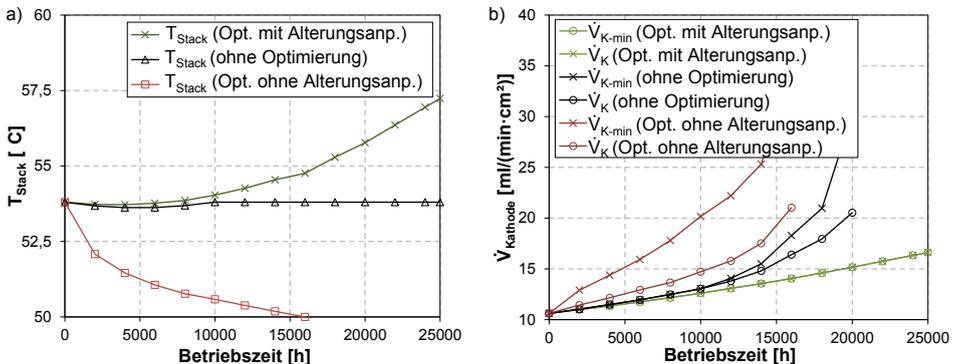 a)
60
57,5
55
52,5
50
T_Stack [ C]
T_Stack (Opt. mit Alterungsanp.)
T_Stack (ohne Optimierung)
T_Stack (Opt. ohne Alterungsanp.)
0 5000 10000 15000 20000 25000
Betriebszeit [h]
b)
40
35
30
25
20
15
10
V̇_Kathode [ml/(min·cm²)]
V̇_K-min (Opt. mit Alterungsanp.)
V̇_K (Opt. mit Alterungsanp.)
V̇_K-min (ohne Optimierung)
V̇_K (ohne Optimierung)
V̇_K-min (Opt. ohne Alterungsanp.)
V̇_K (Opt. ohne Alterungsanp.)
0 5000 10000 15000 20000 25000
Betriebszeit [h]